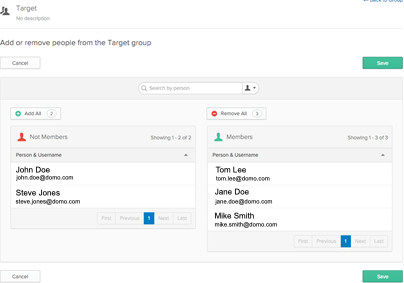 Back to Group
Target
No description
Add or remove people from the Target group
Cancel
Save
Search by person
Add All 2
Remove All 3
Not Members
Showing 1 - 2 of 2
Members
Showing 1 - 3 of 3
Person & Username
Person & Username
John Doe
john.doe@domo.com
Steve Jones
steve.jones@domo.com
First Previous 1 Next Last
Tom Lee
tom.lee@domo.com
Jane Doe
jane.doe@domo.com
Mike Smith
mike.smith@domo.com
First Previous 1 Next Last
Cancel
Save